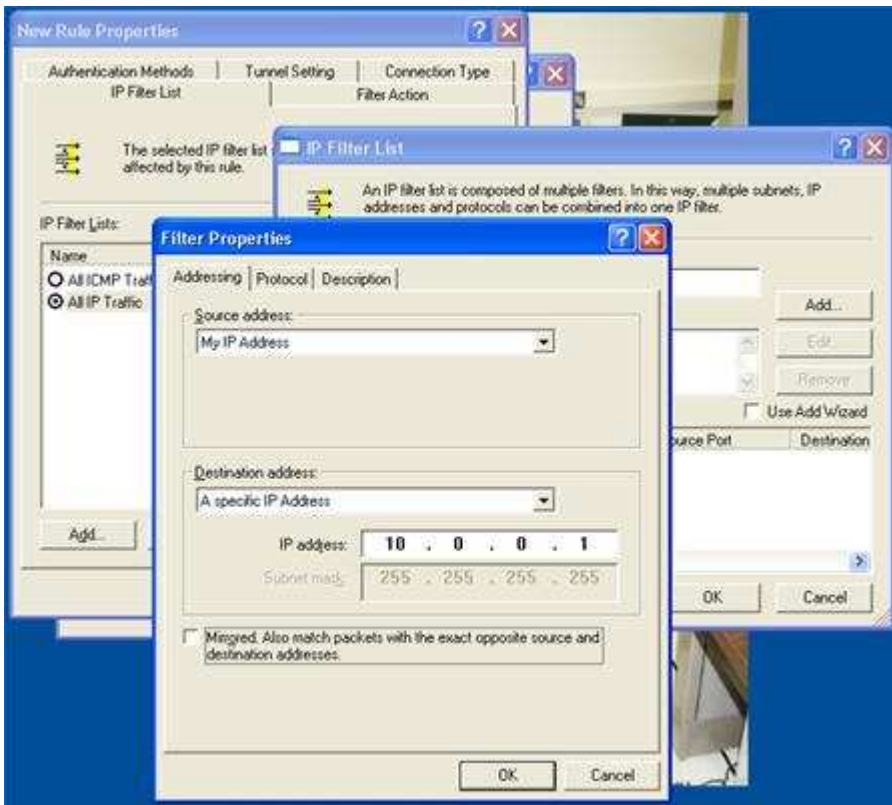 New Rule Properties
Authentication Methods
Tunnel Setting
Connection Type
IP Filter List
Filter Action
The selected IP filter list
affected by this rule.
IP Filter Lists:
Name
All ICMP Traff
All IP Traffic
Add...
IP Filter List
An IP filter list is composed of multiple filters. In this way, multiple subnets, IP
addresses and protocols can be combined into one IP filter.
Add...
Edit...
Remove
Use Add Wizard
ource Port
Destination
OK
Cancel
Filter Properties
Addressing
Protocol
Description
Source address:
My IP Address
Destination address:
A specific IP Address
IP address:
10 . 0 . 0 . 1
Subnet mask:
255 . 255 . 255 . 255
Mirrored. Also match packets with the exact opposite source and
destination addresses.
OK
Cancel